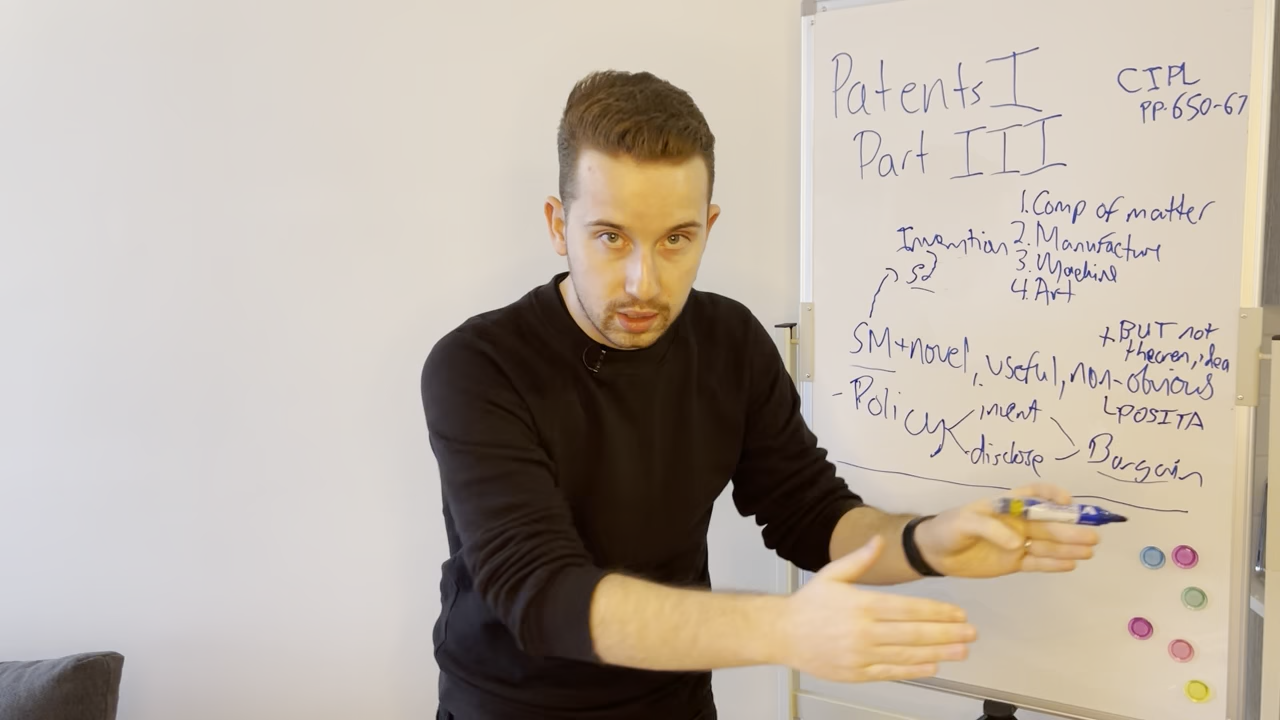 Patents I
Part III
CIPL
PP. 650-67
Invention
S2
1. Comp of matter
2. Manufacture
3. Machine
4. Art
SM + novel, useful, non-obvious
+ BUT not
theorem, idea
POSITA
- Policy
invent
disclose
Bargain